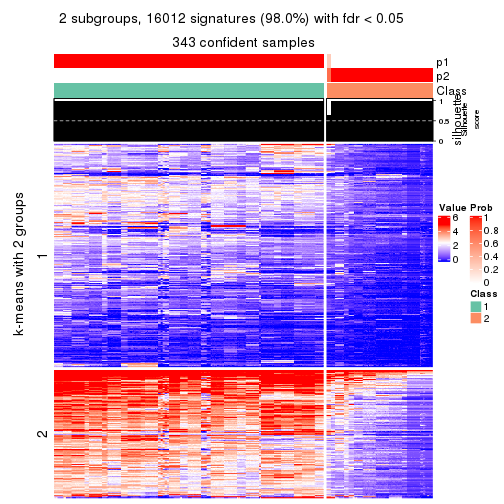 2 subgroups, 16012 signatures (98.0%) with fdr < 0.05
343 confident samples
p1
p2
Class
silhouette
Silhouette
score
1
0.5
0
k-means with 2 groups
1
2
Value
6
4
2
0
Prob
1
0.8
0.6
0.4
0.2
0
Class
1
2